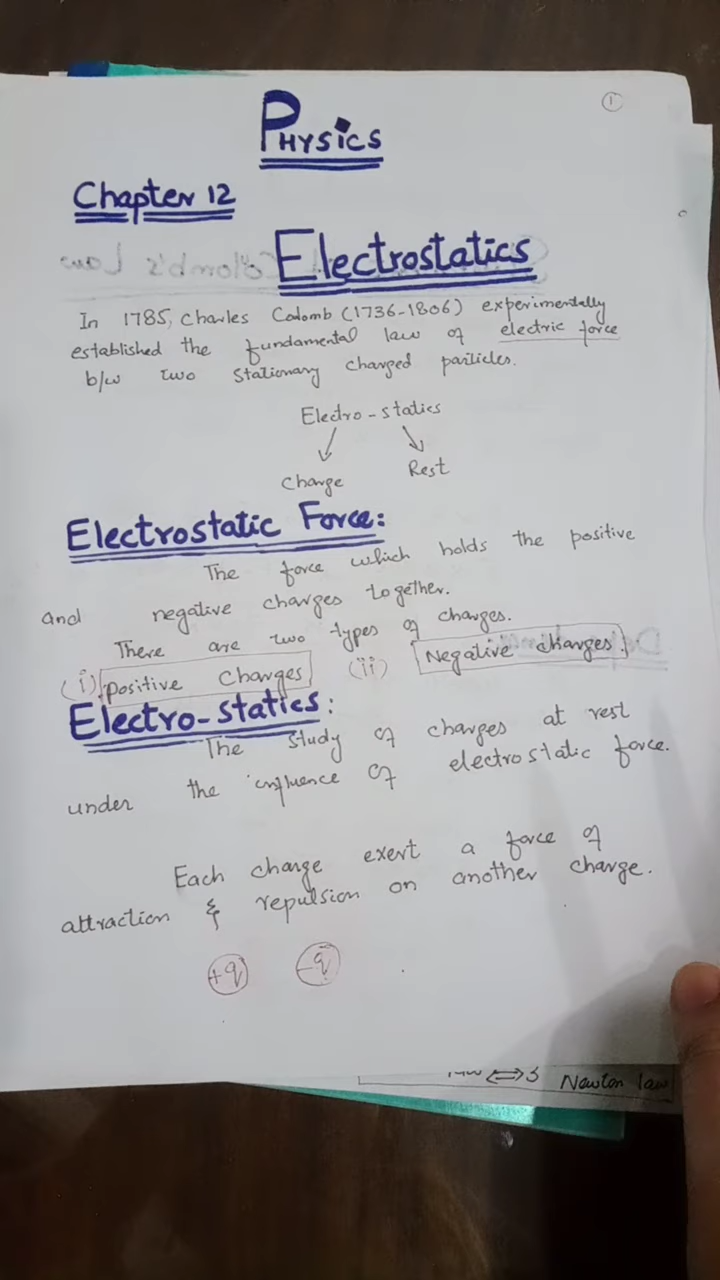 1
PHYSICS
Chapter 12
Electrostatics
In 1785, Charles Colomb (1736-1806) experimentally
established the fundamental law of electric force
b/w two stationary charged particles.
Electro-statics
Charge Rest
Electrostatic Force:
The force which holds the positive
and negative charges together.
There are two types of charges.
(i) Positive Charges (ii) Negative charges.
Electro-statics:
The study of charges at rest
under the influence of electrostatic force.
Each charge exert a force of
attraction & repulsion on another charge.
+q -q
Newton law